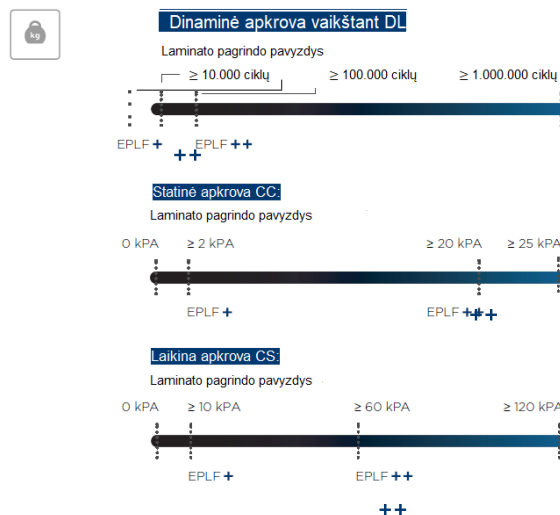 kg
Dinaminė apkrova vaikštant DL
Laminato pagrindo pavyzdys
≥ 10.000 ciklų ≥ 100.000 ciklų ≥ 1.000.000 ciklų
EPLF + EPLF ++
++
Statinė apkrova CC:
Laminato pagrindo pavyzdys
0 kPA ≥ 2 kPA ≥ 20 kPA ≥ 25 kPA
EPLF + EPLF ++
++
Laikina apkrova CS:
Laminato pagrindo pavyzdys
0 kPA ≥ 10 kPA ≥ 60 kPA ≥ 120 kPA
EPLF + EPLF ++
++